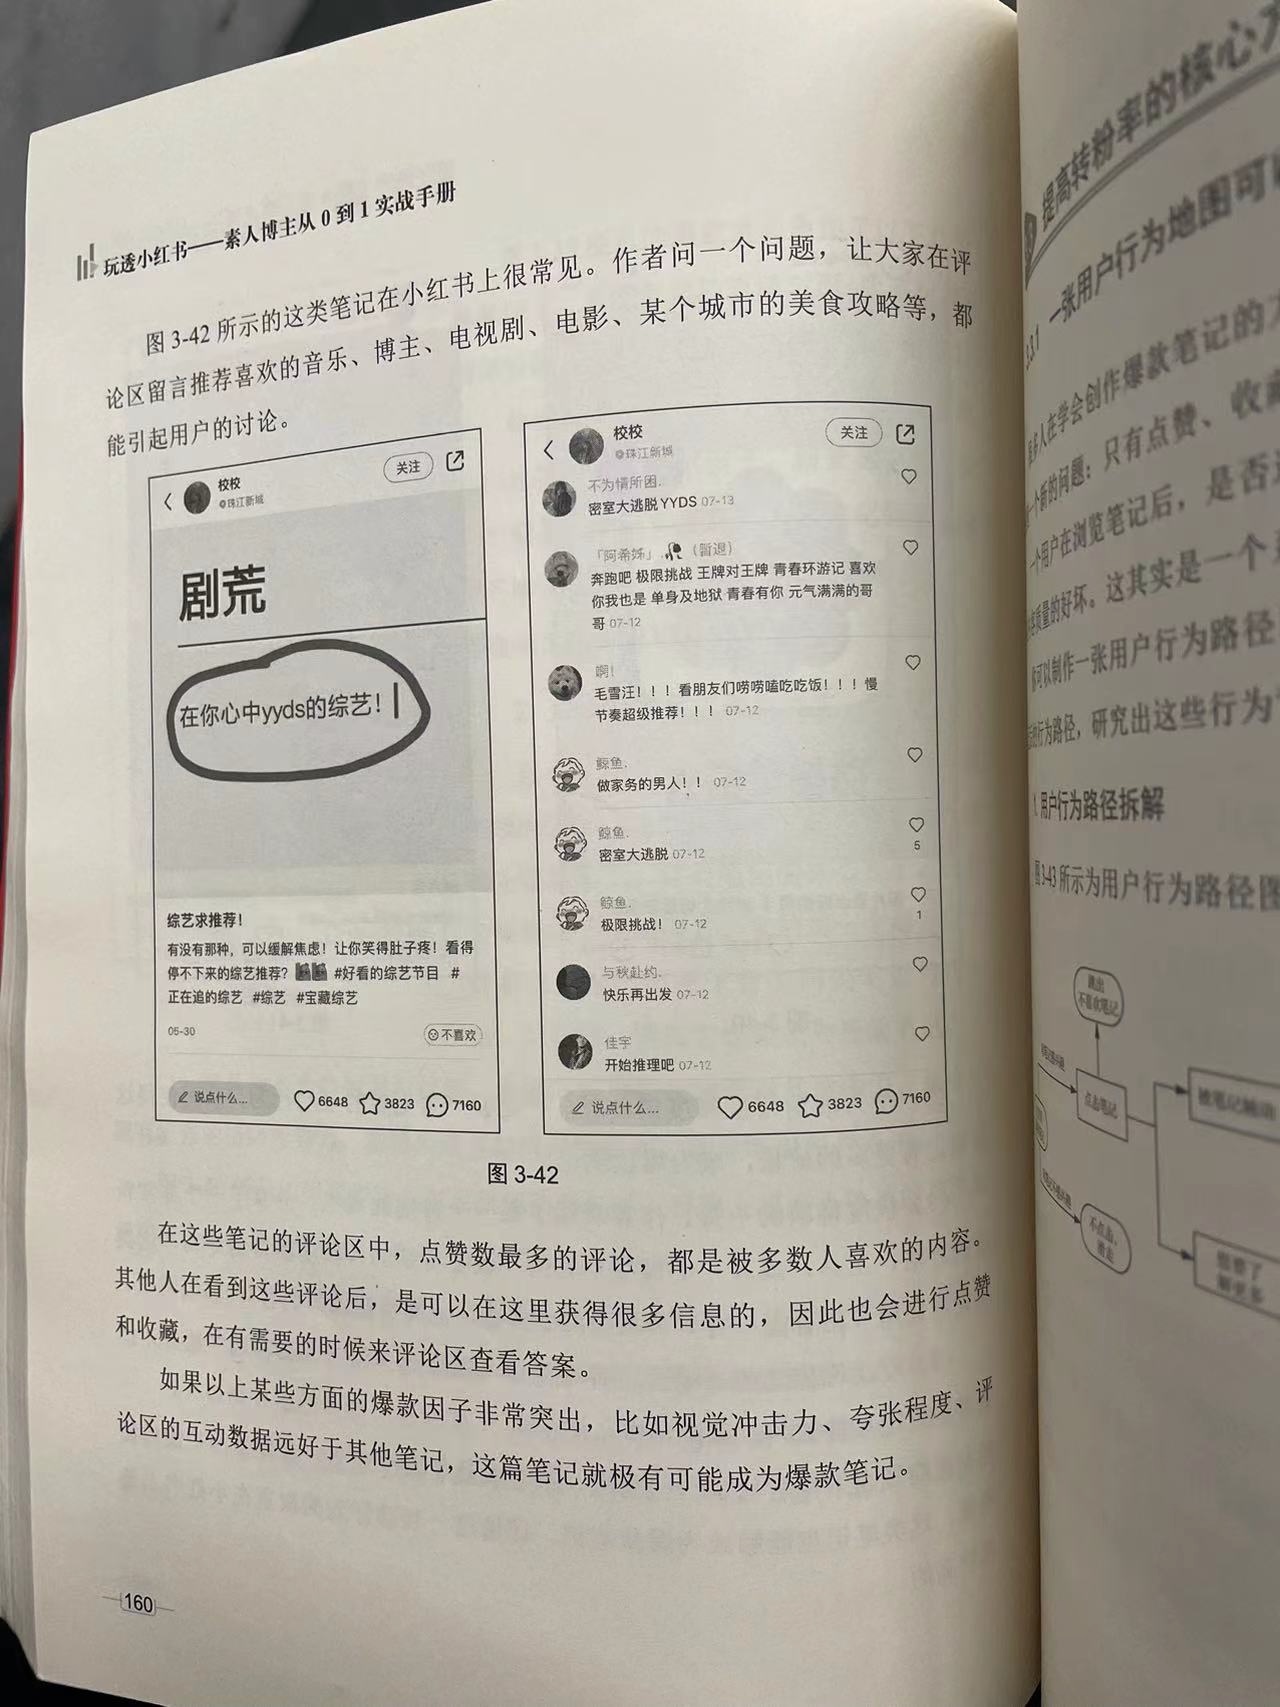 玩透小红书——素人博主从0到1实战手册
图3-42所示的这类笔记在小红书上很常见。作者问一个问题，让大家在评
论区留言推荐喜欢的音乐、博主、电视剧、电影、某个城市的美食攻略等，都
能引起用户的讨论。
校校
@珠江新城
关注
剧荒
在你心中yyds的综艺！
综艺求推荐！
有没有那种，可以缓解焦虑！让你笑得肚子疼！看得
停不下来的综艺推荐？ #好看的综艺节目 #
正在追的综艺 #综艺 #宝藏综艺
05-30
不喜欢
说点什么... 6648 3823 7160
校校
@珠江新城
关注
不为情所困.
密室大逃脱YYDS 07-13
「阿希姊」.（暂退）
奔跑吧 极限挑战 王牌对王牌 青春环游记 喜欢
你我也是 单身及地狱 青春有你 元气满满的哥
哥 07-12
啊！
毛雪汪！！！看朋友们唠唠嗑吃吃饭！！！慢
节奏超级推荐！！！ 07-12
鲸鱼.
做家务的男人！！ 07-12
鲸鱼.
密室大逃脱 07-12
5
鲸鱼.
极限挑战！ 07-12
1
与秋赴约.
快乐再出发 07-12
佳宇
开始推理吧 07-12
说点什么... 6648 3823 7160
图 3-42
在这些笔记的评论区中，点赞数最多的评论，都是被多数人喜欢的内容。
其他人在看到这些评论后，是可以在这里获得很多信息的，因此也会进行点赞
和收藏，在有需要的时候来评论区查看答案。
如果以上某些方面的爆款因子非常突出，比如视觉冲击力、夸张程度、评
论区的互动数据远好于其他笔记，这篇笔记就极有可能成为爆款笔记。
160
提高转粉率的核心
3.3.1 一张用户行为地图可
多人在学会创作爆款笔记的
一个新的问题：只有点赞、收藏
一个用户在浏览笔记后，是否
质量的好坏。这其实是一个
你可以制作一张用户行为路径
行为路径，研究出这些行为
1. 用户行为路径拆解
图3-43所示为用户行为路径图
跳出
不喜欢笔记
点击笔记
被笔记触动
不点击，